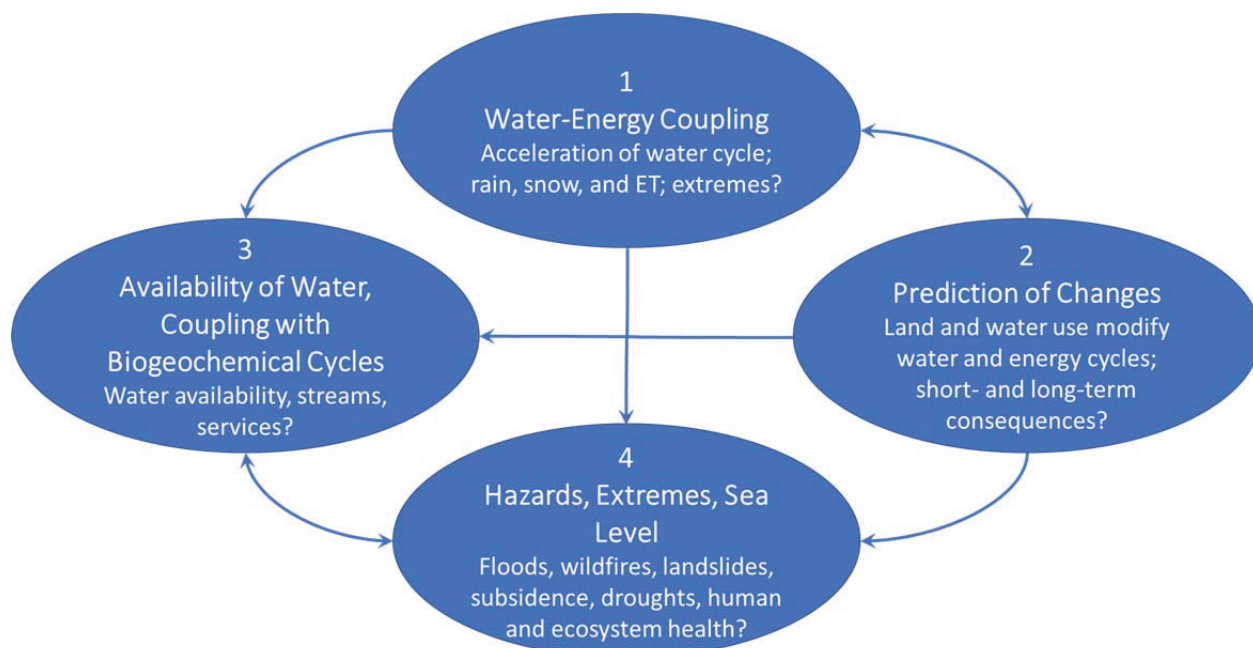 1
Water-Energy Coupling
Acceleration of water cycle;
rain, snow, and ET; extremes?
2
Prediction of Changes
Land and water use modify
water and energy cycles;
short- and long-term
consequences?
3
Availability of Water,
Coupling with
Biogeochemical Cycles
Water availability, streams,
services?
4
Hazards, Extremes, Sea
Level
Floods, wildfires, landslides,
subsidence, droughts, human
and ecosystem health?